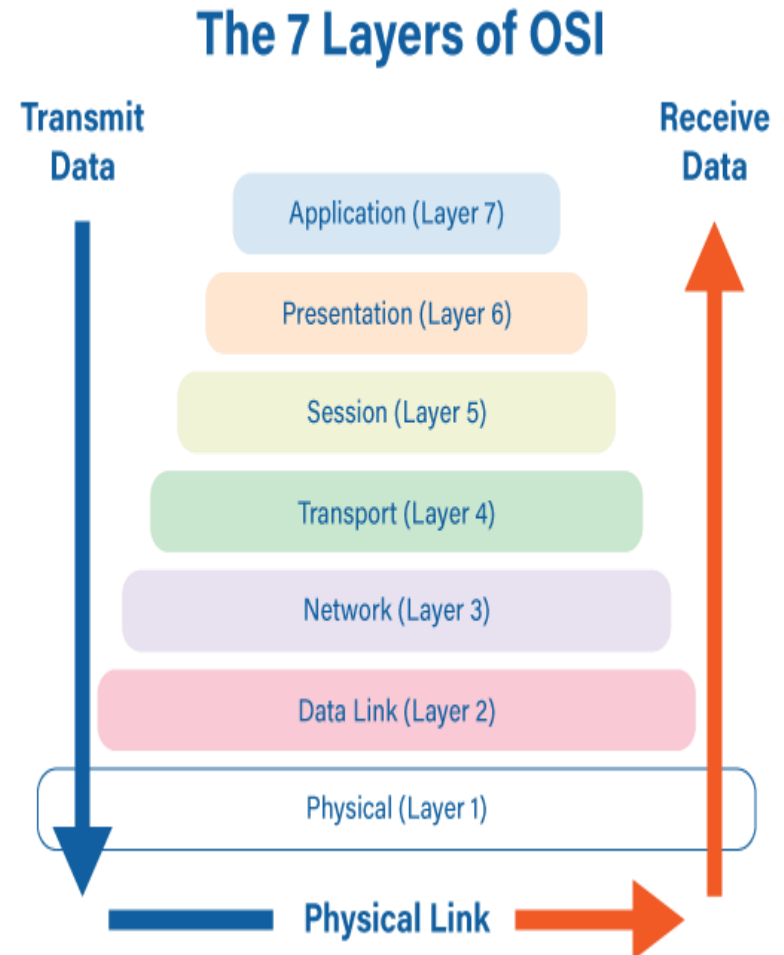 The 7 Layers of OSI
Transmit
Data
Receive
Data
Application (Layer 7)
Presentation (Layer 6)
Session (Layer 5)
Transport (Layer 4)
Network (Layer 3)
Data Link (Layer 2)
Physical (Layer 1)
Physical Link